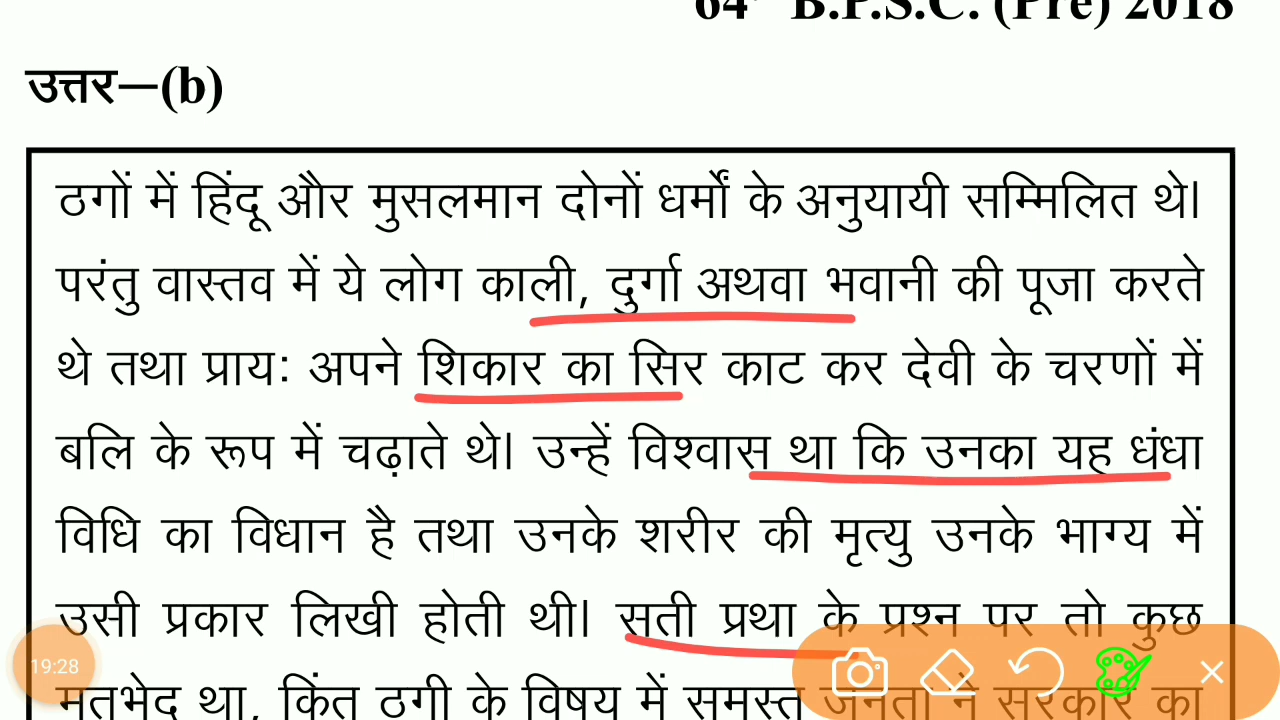 64 B.P.S.C. (Pre) 2018
उत्तर—(b)
ठगों में हिंदू और मुसलमान दोनों धर्मों के अनुयायी सम्मिलित थे।
परंतु वास्तव में ये लोग काली, दुर्गा अथवा भवानी की पूजा करते
थे तथा प्राय: अपने शिकार का सिर काट कर देवी के चरणों में
बलि के रूप में चढ़ाते थे। उन्हें विश्वास था कि उनका यह धंधा
विधि का विधान है तथा उनके शरीर की मृत्यु उनके भाग्य में
उसी प्रकार लिखी होती थी। सती प्रथा के प्रश्न पर तो कुछ
मतभेद था, किंतु ठगी के विषय में समस्त जनता ने सरकार का
19:28